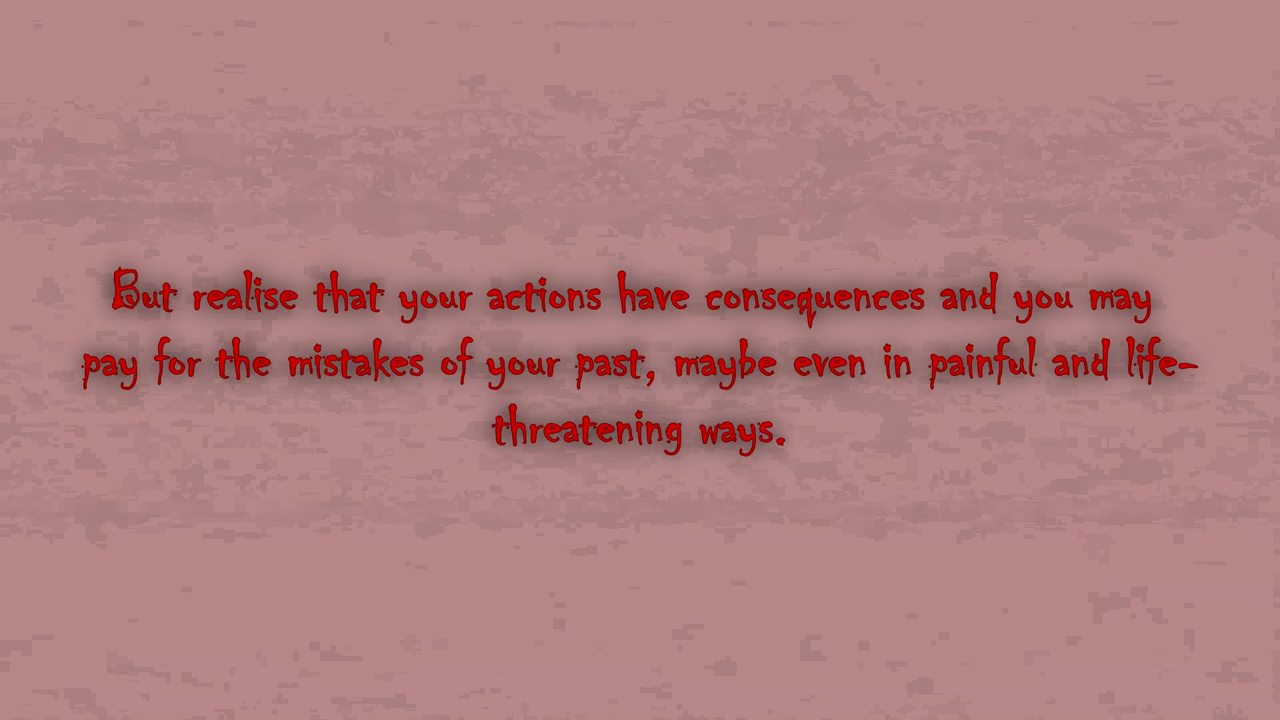 But realise that your actions have consequences and you may
pay for the mistakes of your past, maybe even in painful and life-
threatening ways.